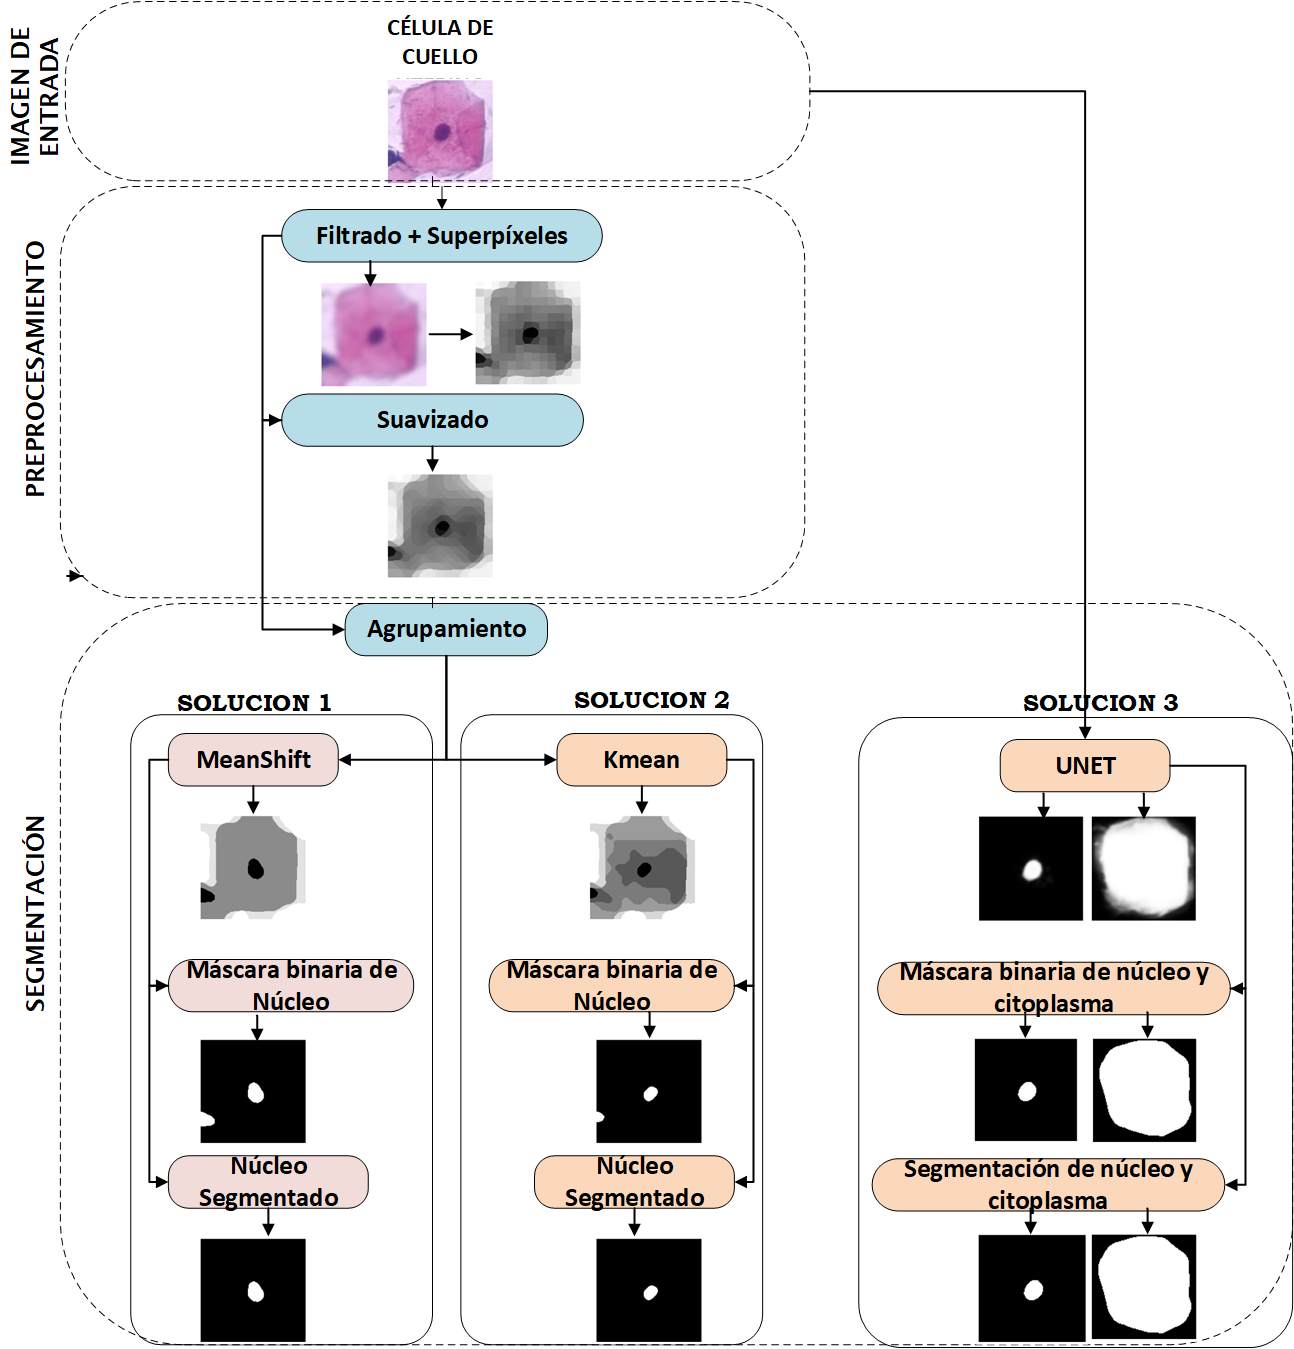 IMAGEN DE
ENTRADA
CÉLULA DE
CUELLO
PREPROCESAMIENTO
Filtrado + Superpíxeles
Suavizado
SEGMENTACIÓN
Agrupamiento
SOLUCION 1
MeanShift
Máscara binaria de
Núcleo
Núcleo
Segmentado
SOLUCION 2
Kmean
Máscara binaria de
Núcleo
Núcleo
Segmentado
SOLUCION 3
UNET
Máscara binaria de núcleo y
citoplasma
Segmentación de núcleo y
citoplasma